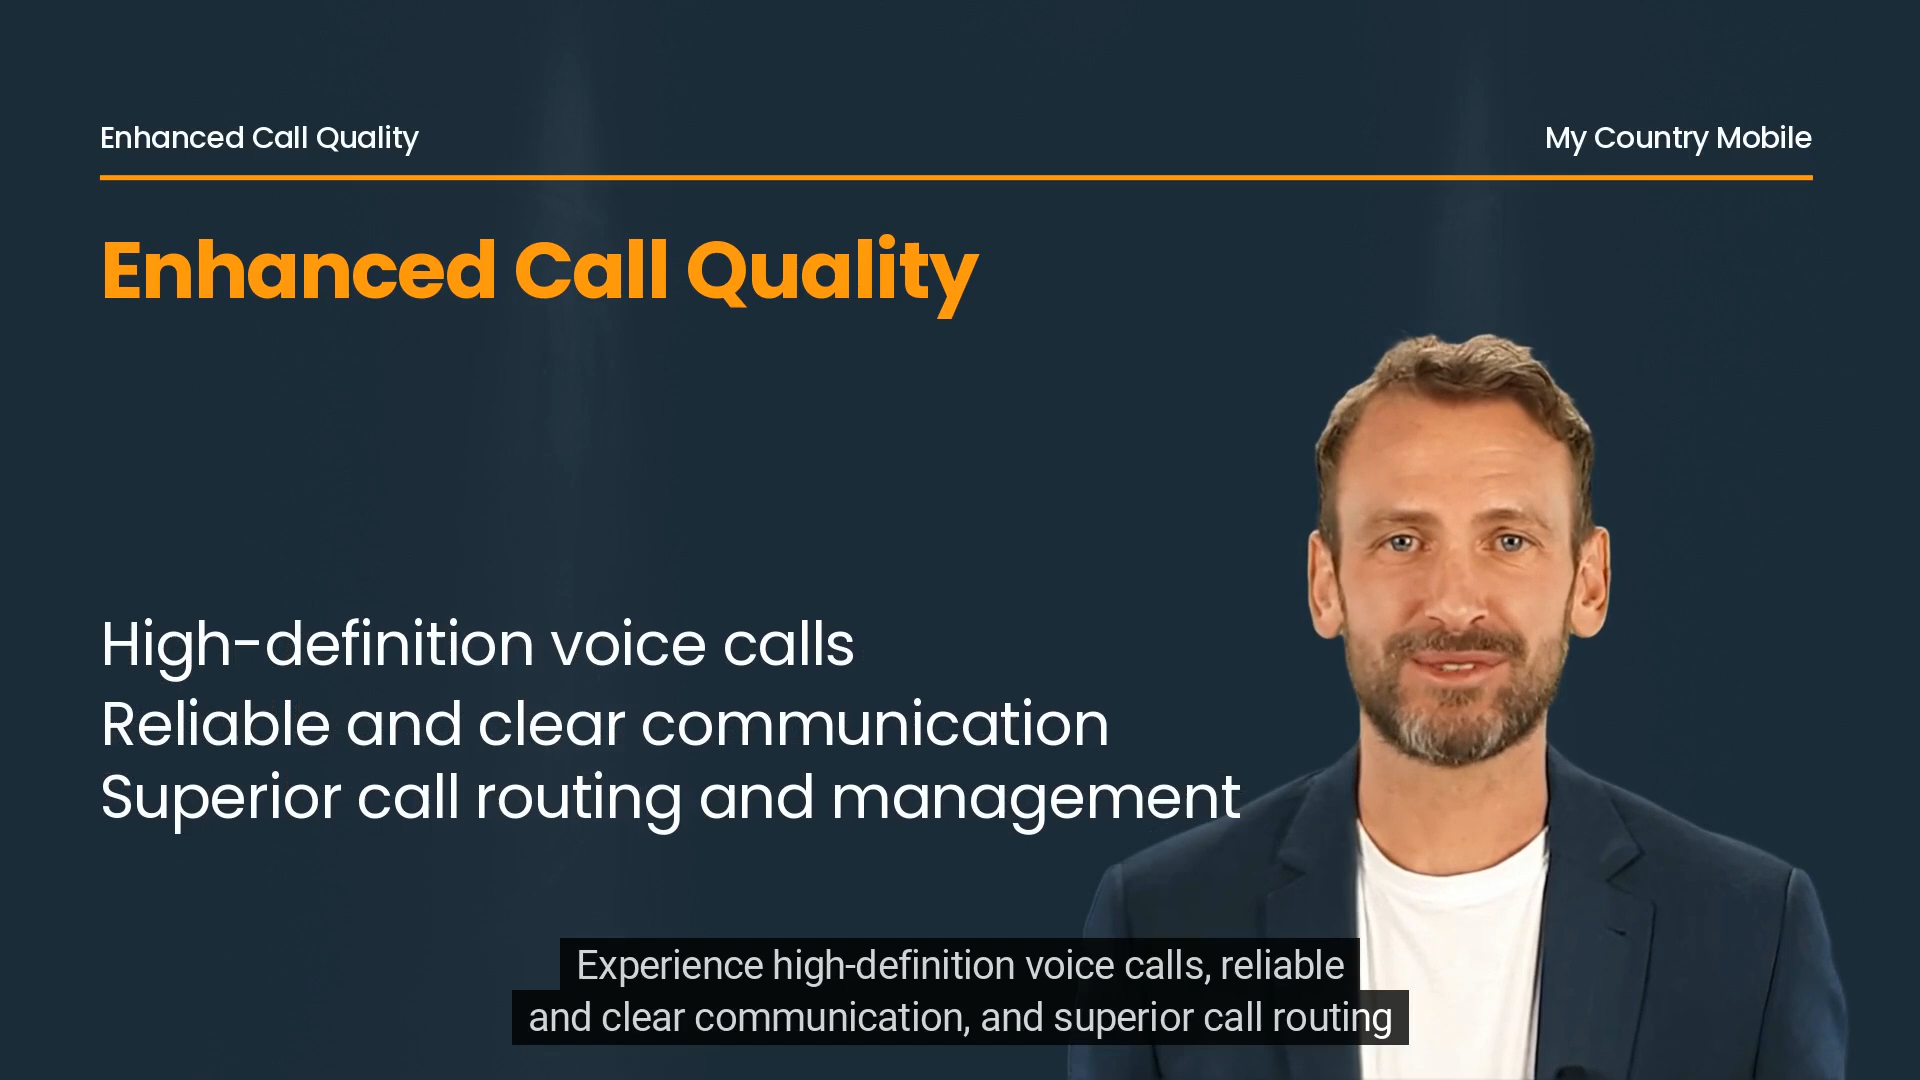 Enhanced Call Quality
My Country Mobile
Enhanced Call Quality
High-definition voice calls
Reliable and clear communication
Superior call routing and management
Experience high-definition voice calls, reliable
and clear communication, and superior call routing